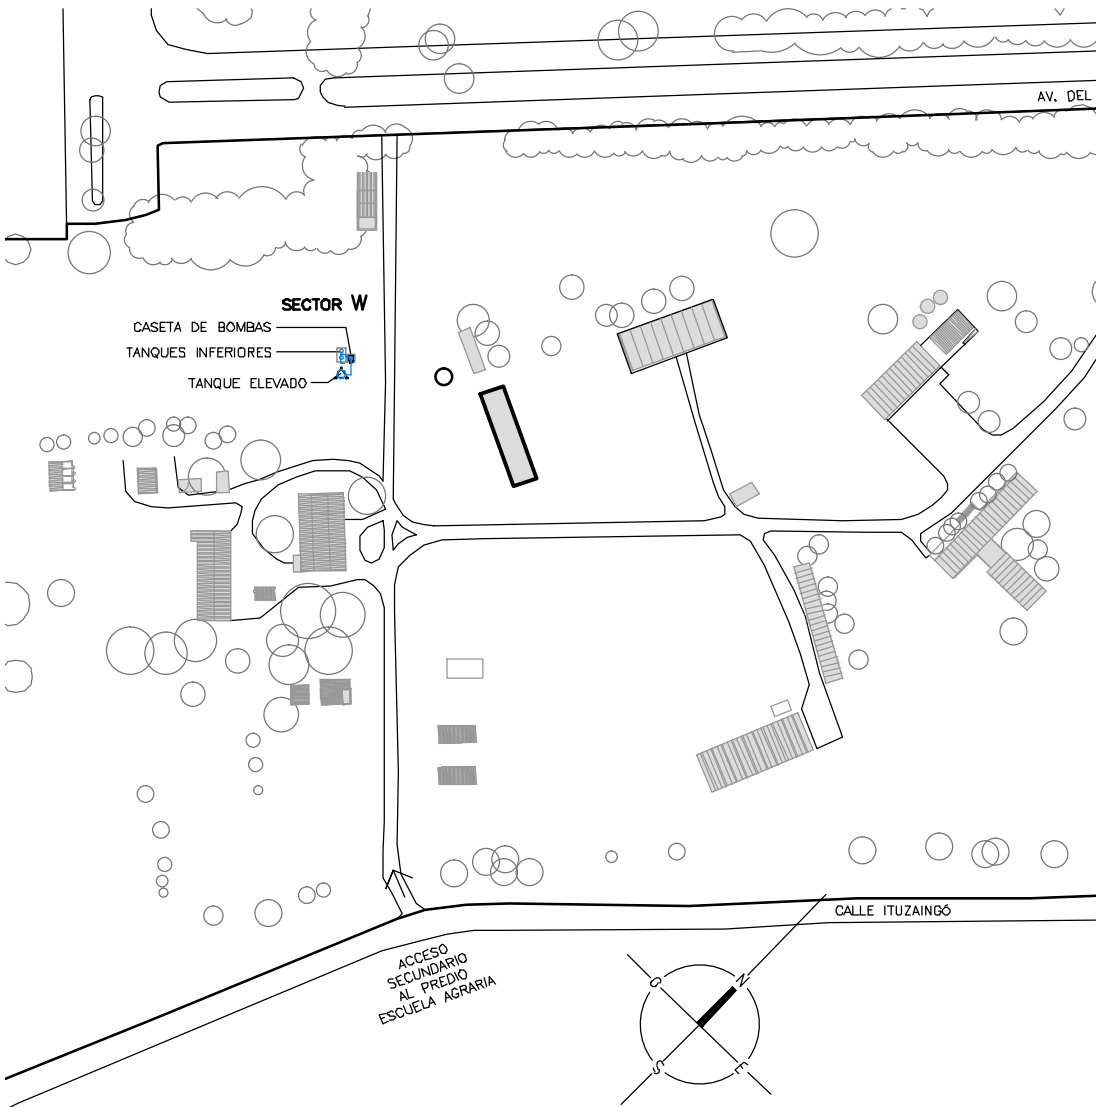 AV. DEL
SECTOR W
CASETA DE BOMBAS
TANQUES INFERIORES
TANQUE ELEVADO
CALLE ITUZAINGÓ
ACCESO
SECUNDARIO
AL PREDIO
ESCUELA AGRARIA
O
N
S
E